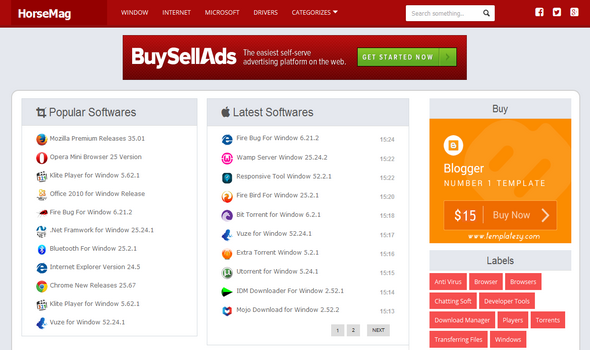 HorseMag
WINDOW INTERNET MICROSOFT DRIVERS CATEGORIZES
Search something..
BuySellAds
The easiest self-serve
advertising platform on the web.
GET STARTED NOW
Popular Softwares
Mozilla Premium Releases 35.01
Opera Mini Browser 25 Version
Klite Player for Window 5.62.1
Office 2010 for Window Release
Fire Bug For Window 6.21.2
.Net Framwork for Window 25.24.1
Bluetooth For Window 25.2.1
Internet Explorer Version 24.5
Chrome New Releases 25.67
Klite Player for Window 5.62.1
Vuze for Window 52.24.1
Latest Softwares
Fire Bug For Window 6.21.2 15:24
Wamp Server Window 25.24.2 15:22
Responsive Tool Window 52.2.1 15:22
Fire Bird For Window 25.2.1 15:20
Bit Torrent for Window 6.2.1 15:18
Vuze for Window 52.24.1 15:17
Extra Torrent Window 5.2.1 15:16
Utorrent for Window 5.24.1 15:15
IDM Downloader For Window 2.52.1 15:14
Mojo Download for Window 2.52.2 15:13
1 2 NEXT
Buy
Blogger
NUMBER 1 TEMPLATE
$15 Buy Now
www.templatezy.com
Labels
Anti Virus Browser Browsers
Chatting Soft Developer Tools
Download Manager Players Torrents
Transferring Files Windows